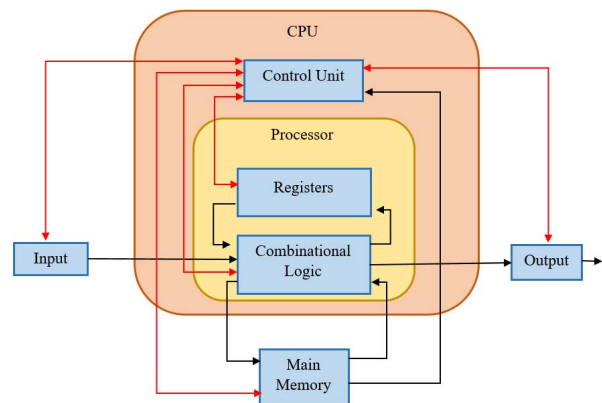 CPU
Control Unit
Processor
Registers
Combinational
Logic
Input
Output
Main
Memory